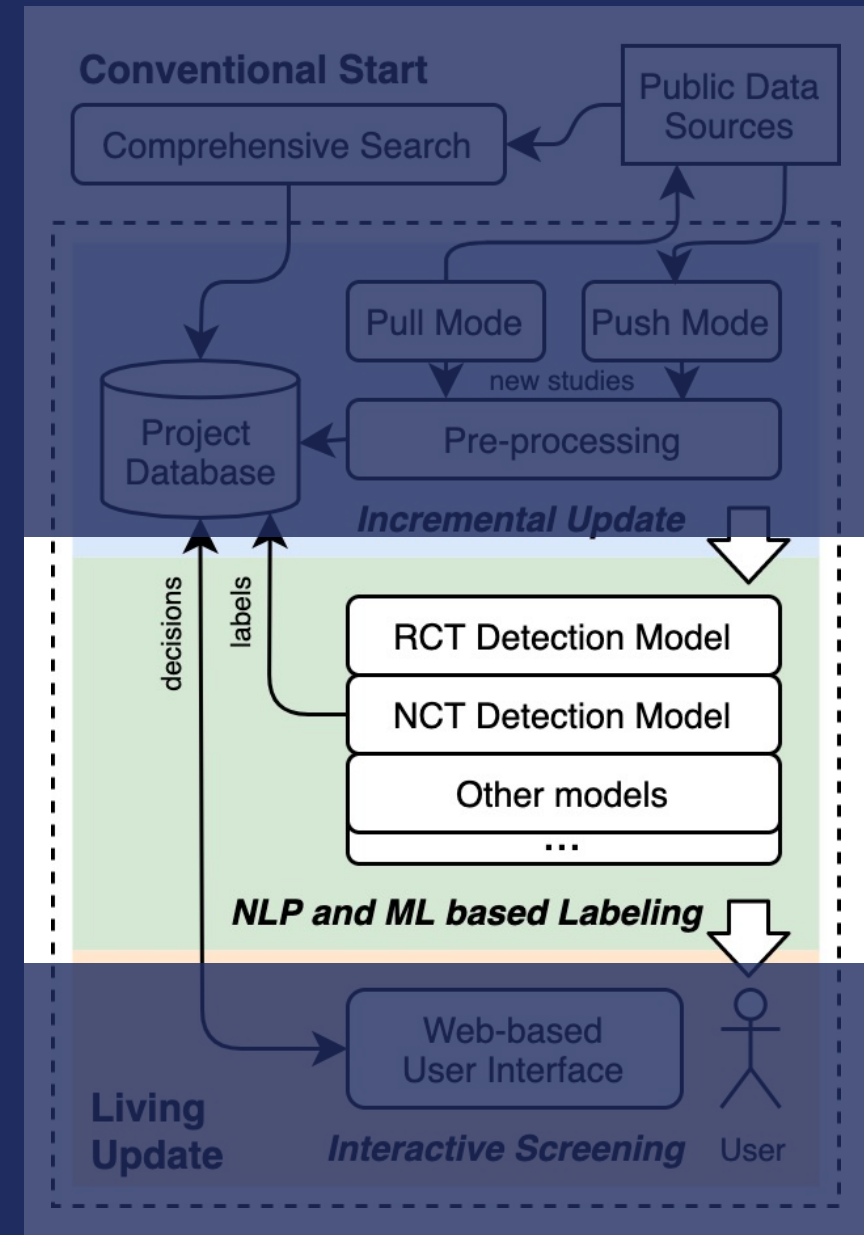 Conventional Start
Public Data
Sources
Comprehensive Search
Pull Mode
Push Mode
new studies
Project
Database
Pre-processing
Incremental Update
decisions
labels
RCT Detection Model
NCT Detection Model
Other models
...
NLP and ML based Labeling
Web-based
User Interface
Living
Update
Interactive Screening
User